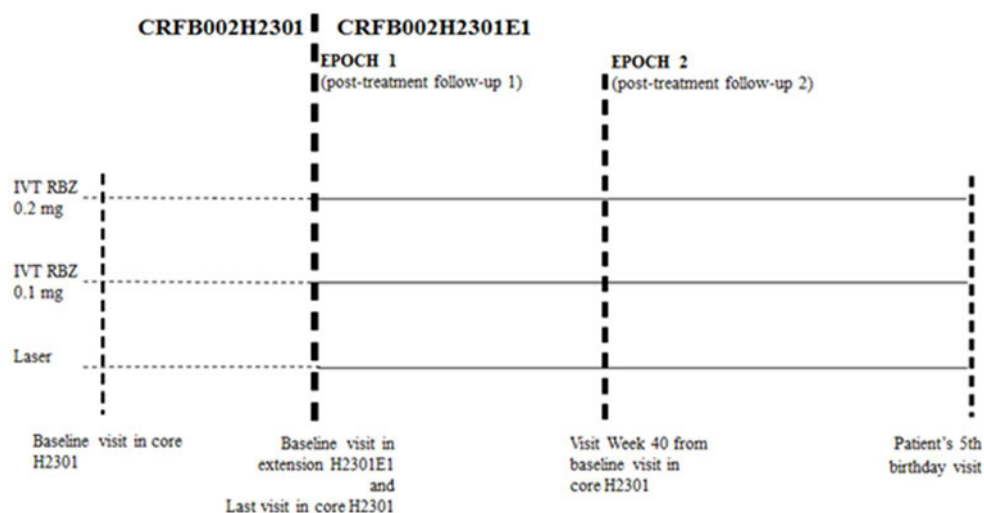 CRFB002H2301
CRFB002H2301E1
EPOCH 1
(post-treatment follow-up 1)
EPOCH 2
(post-treatment follow-up 2)
IVT RBZ
0.2 mg
IVT RBZ
0.1 mg
Laser
Baseline visit in core
H2301
Baseline visit in
extension H2301E1
and
Last visit in core H2301
Visit Week 40 from
baseline visit in
core H2301
Patient's 5th
birthday visit